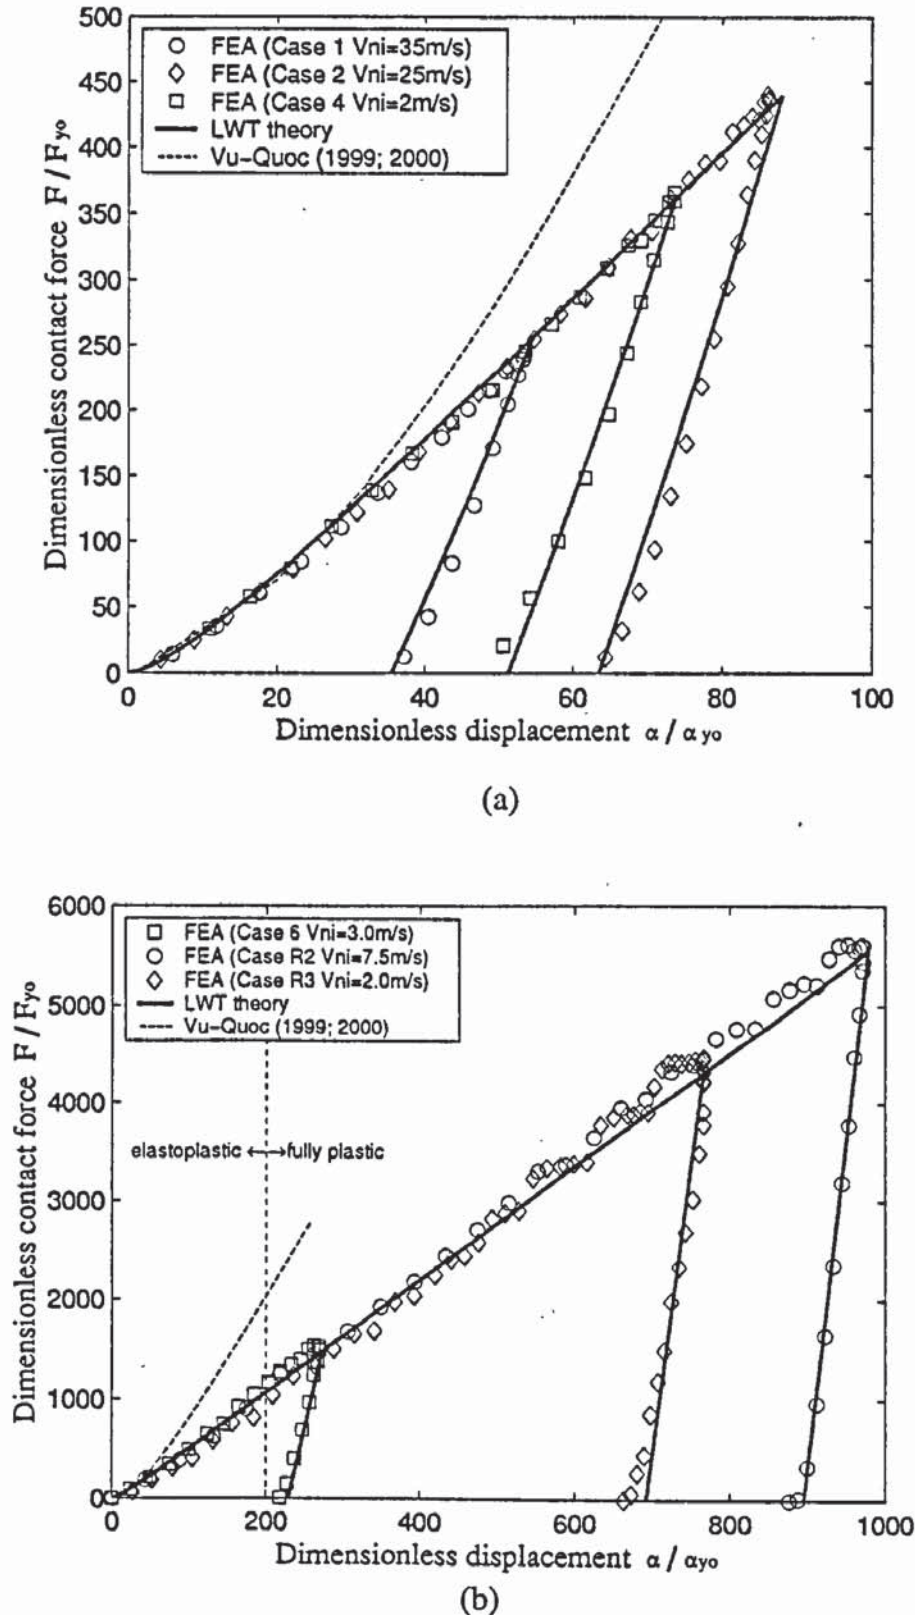 FEA (Case 1 Vni=35m/s)
FEA (Case 2 Vni=25m/s)
FEA (Case 4 Vni=2m/s)
LWT theory
Vu-Quoc (1999; 2000)
500
450
400
350
300
250
200
150
100
50
0
Dimensionless contact force F/Fyo
0 20 40 60 80 100
Dimensionless displacement α/αyo
(a)
FEA (Case 6 Vni=3.0m/s)
FEA (Case R2 Vni=7.5m/s)
FEA (Case R3 Vni=2.0m/s)
LWT theory
Vu-Quoc (1999; 2000)
elastoplastic fully plastic
6000
5000
4000
3000
2000
1000
0
Dimensionless contact force F/Fyo
0 200 400 600 800 1000
Dimensionless displacement α/αyo
(b)